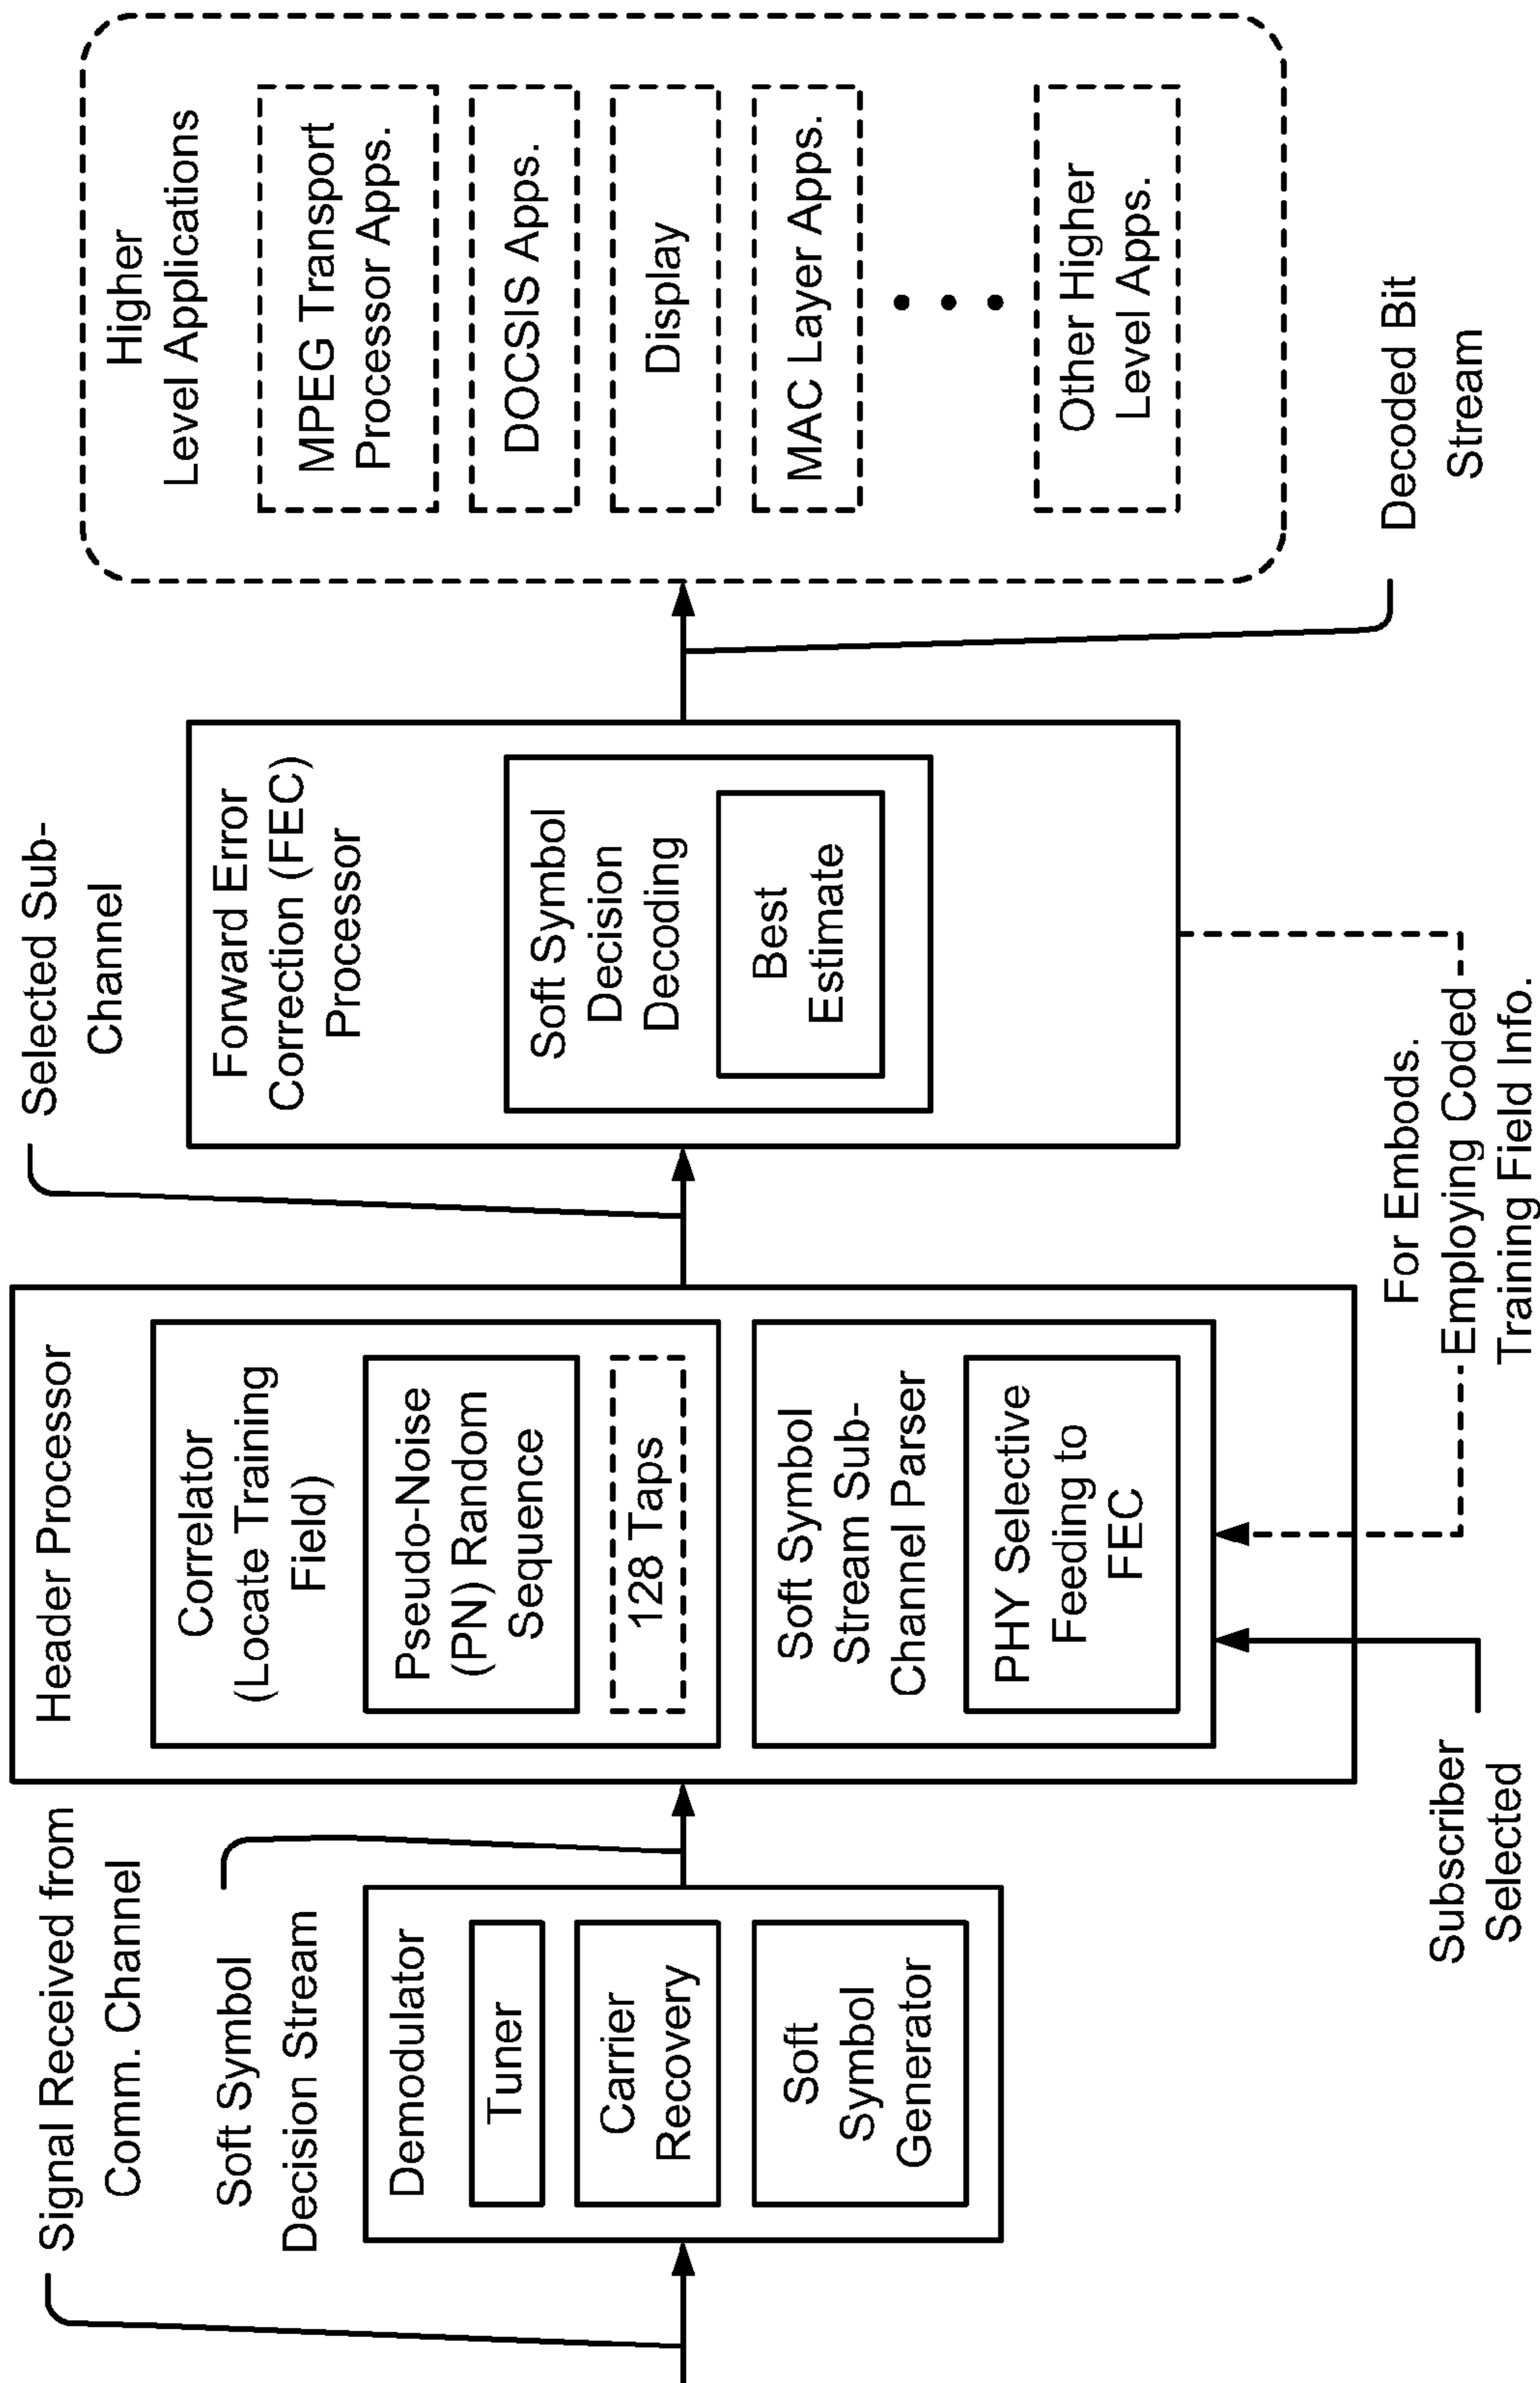 Signal Received from
Comm. Channel
Soft Symbol
Decision Stream
Demodulator
Tuner
Carrier
Recovery
Soft
Symbol
Generator
Header Processor
Correlator
(Locate Training
Field)
Pseudo-Noise
(PN) Random
Sequence
128 Taps
Soft Symbol
Stream Sub-
Channel Parser
PHY Selective
Feeding to
FEC
Subscriber
Selected
Selected Sub-
Channel
Forward Error
Correction (FEC)
Processor
Soft Symbol
Decision
Decoding
Best
Estimate
For Embods.
Employing Coded
Training Field Info.
Higher
Level Applications
MPEG Transport
Processor Apps.
DOCSIS Apps.
Display
MAC Layer Apps.
Other Higher
Level Apps.
Decoded Bit
Stream